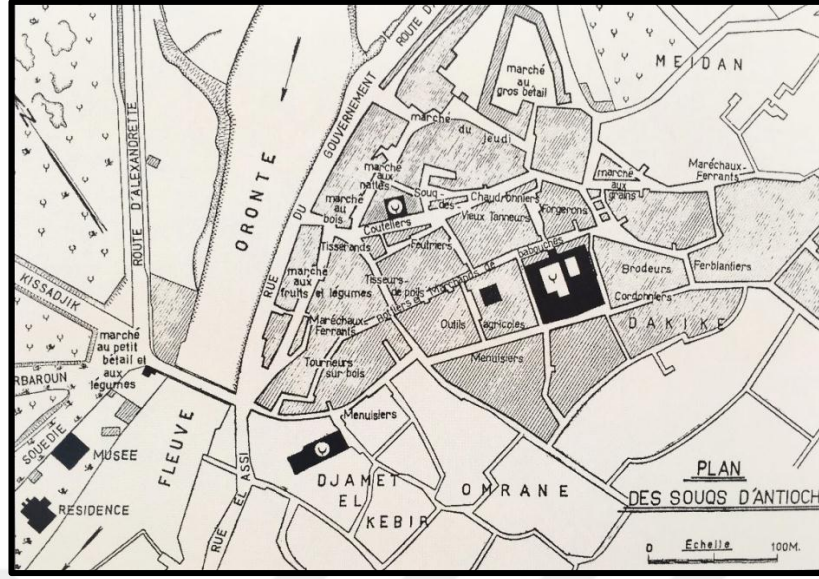 ROUTE D'ALEXANDRETTE
ORONTE
RUE DU GOUVERNEMENT
ROUTE
MEIDAN
marché
au
gros bétail
marché
du
jeudi
Maréchaux-
Ferrants
marché
aux
nattes
marché
aux
grains
Souq
des
Chaudronniers
marché
au
bois
Couteliers
Vieux Tanneurs
Forgerons
Tisserands
Feutriers
marché
aux
fruits et légumes
Tisseurs
de poils
marchands de babouches
Brodeurs
Ferblantiers
Cordonniers
DAKIKE
Maréchaux-
Ferrants
Outils
agricoles
Tourneurs
sur bois
Menuisiers
Menuisiers
KISSADJIK
marché
au petit
bétail et
aux
légumes
BAROUN
SOUEDIE
MUSEE
RESIDENCE
FLEUVE
RUE EL ASSI
DJAMET
EL
KEBIR
OMRANE
PLAN
DES SOUQS D'ANTIOCH
0 Echelle 100M.